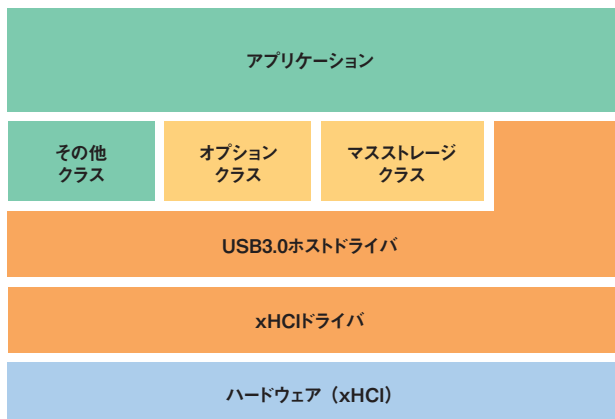 アプリケーション
その他
クラス
オプション
クラス
マスストレージ
クラス
USB3.0ホストドライバ
xHCIドライバ
ハードウェア（xHCI）